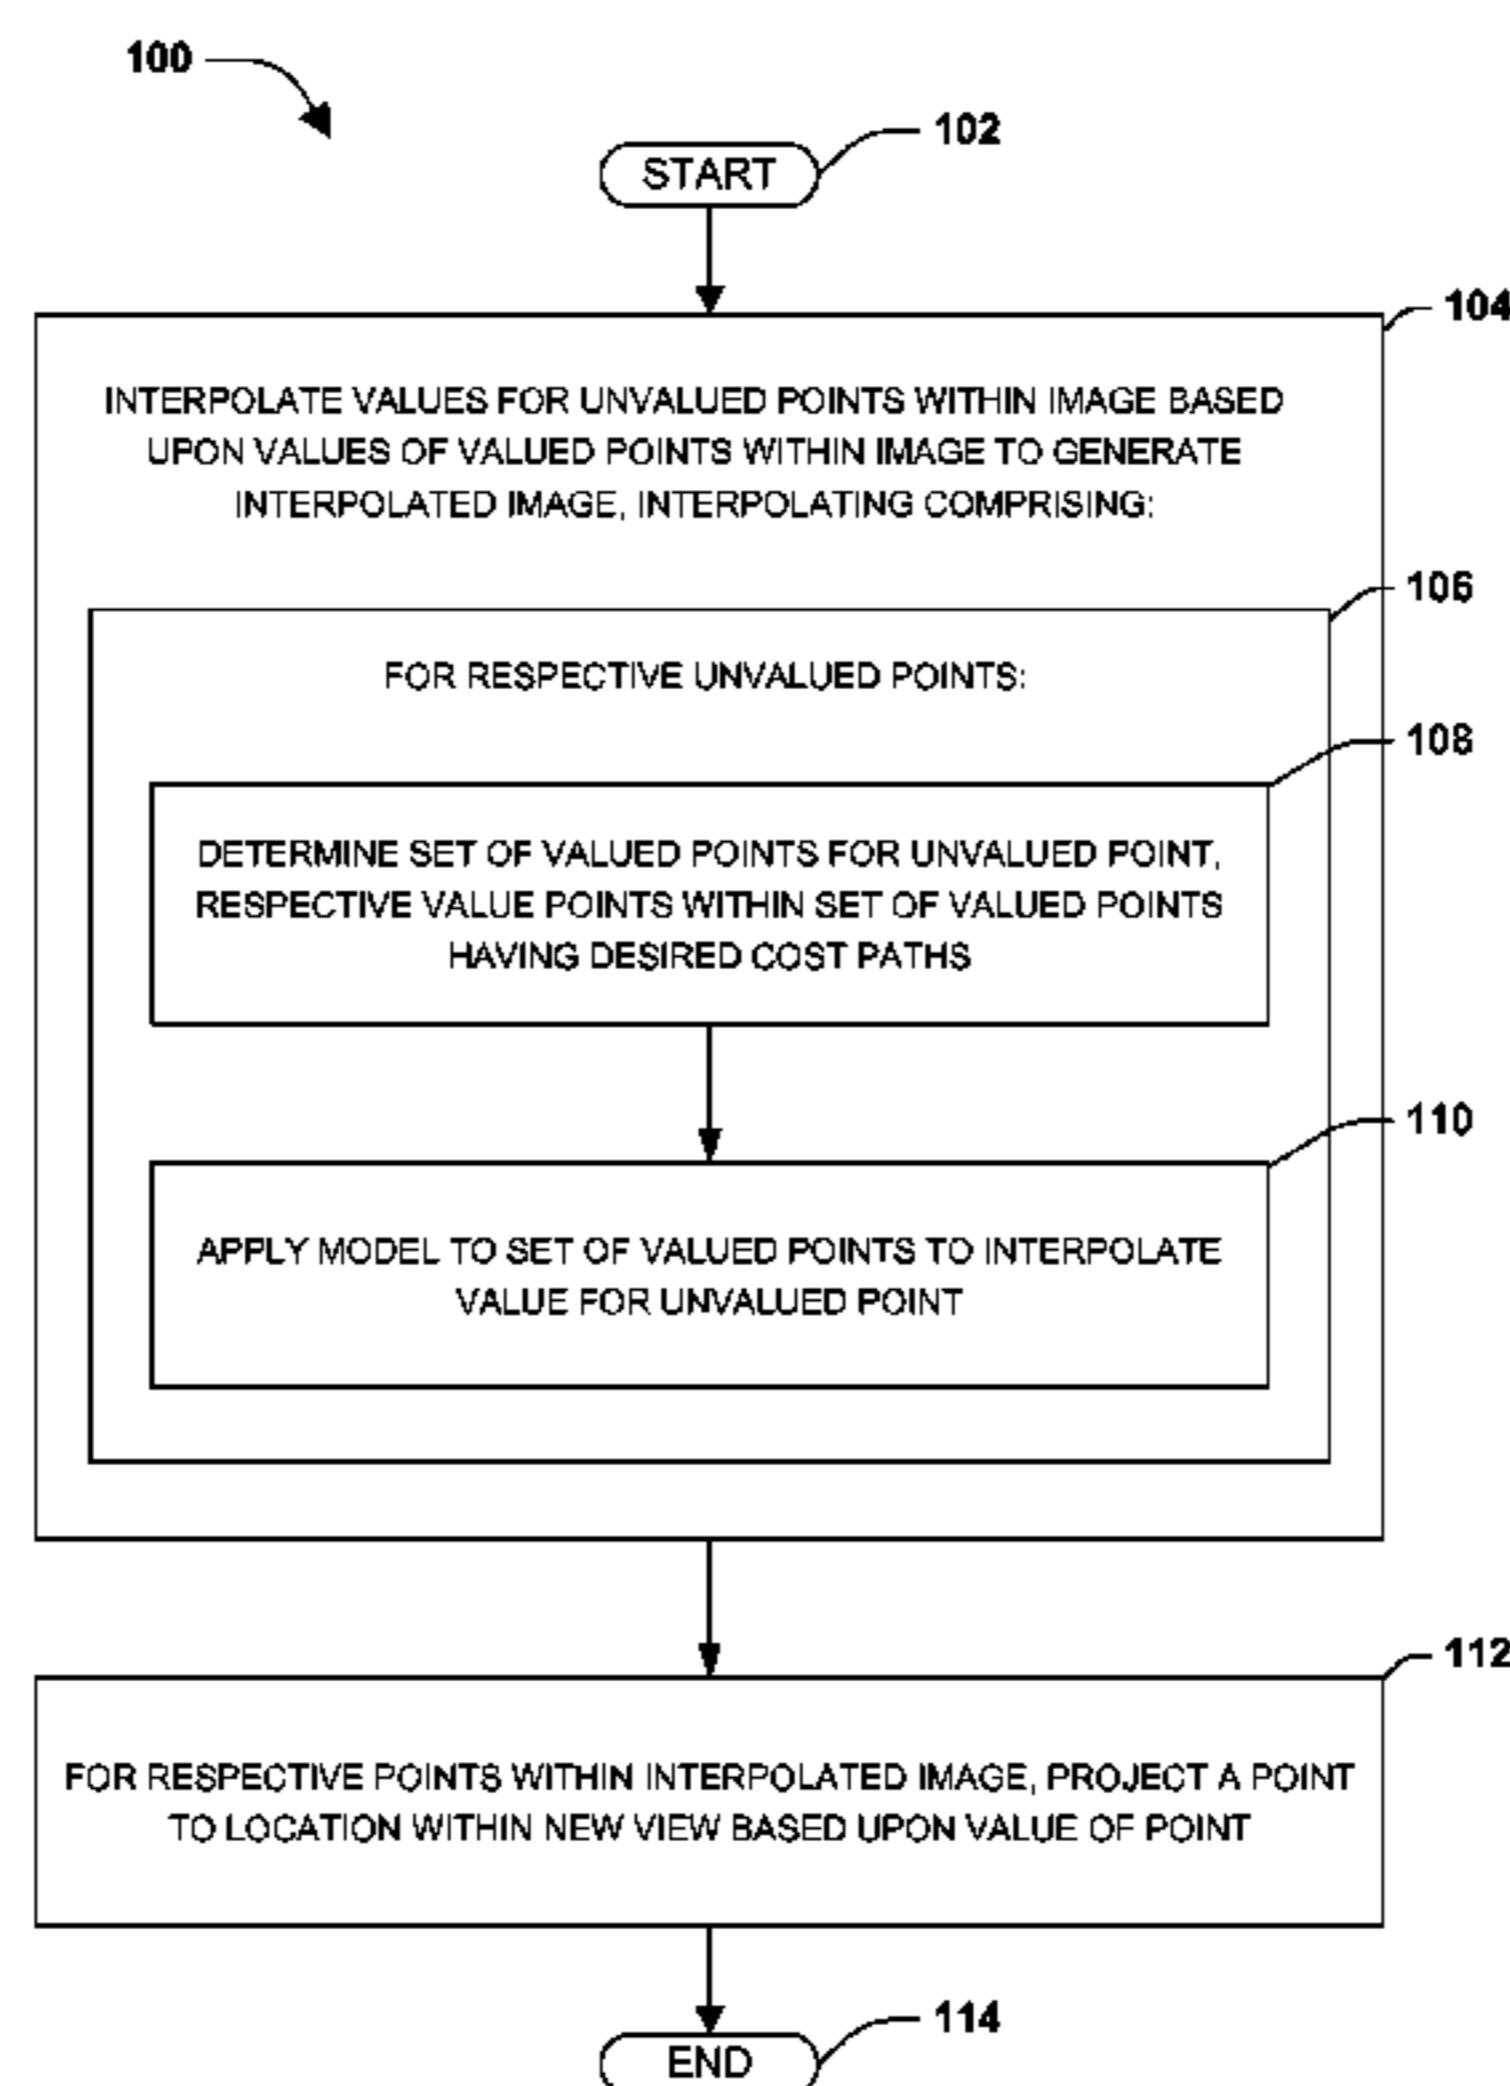 100
START
102
104
INTERPOLATE VALUES FOR UNVALUED POINTS WITHIN IMAGE BASED
UPON VALUES OF VALUED POINTS WITHIN IMAGE TO GENERATE
INTERPOLATED IMAGE, INTERPOLATING COMPRISING:
106
FOR RESPECTIVE UNVALUED POINTS:
108
DETERMINE SET OF VALUED POINTS FOR UNVALUED POINT,
RESPECTIVE VALUE POINTS WITHIN SET OF VALUED POINTS
HAVING DESIRED COST PATHS
110
APPLY MODEL TO SET OF VALUED POINTS TO INTERPOLATE
VALUE FOR UNVALUED POINT
112
FOR RESPECTIVE POINTS WITHIN INTERPOLATED IMAGE, PROJECT A POINT
TO LOCATION WITHIN NEW VIEW BASED UPON VALUE OF POINT
114
END